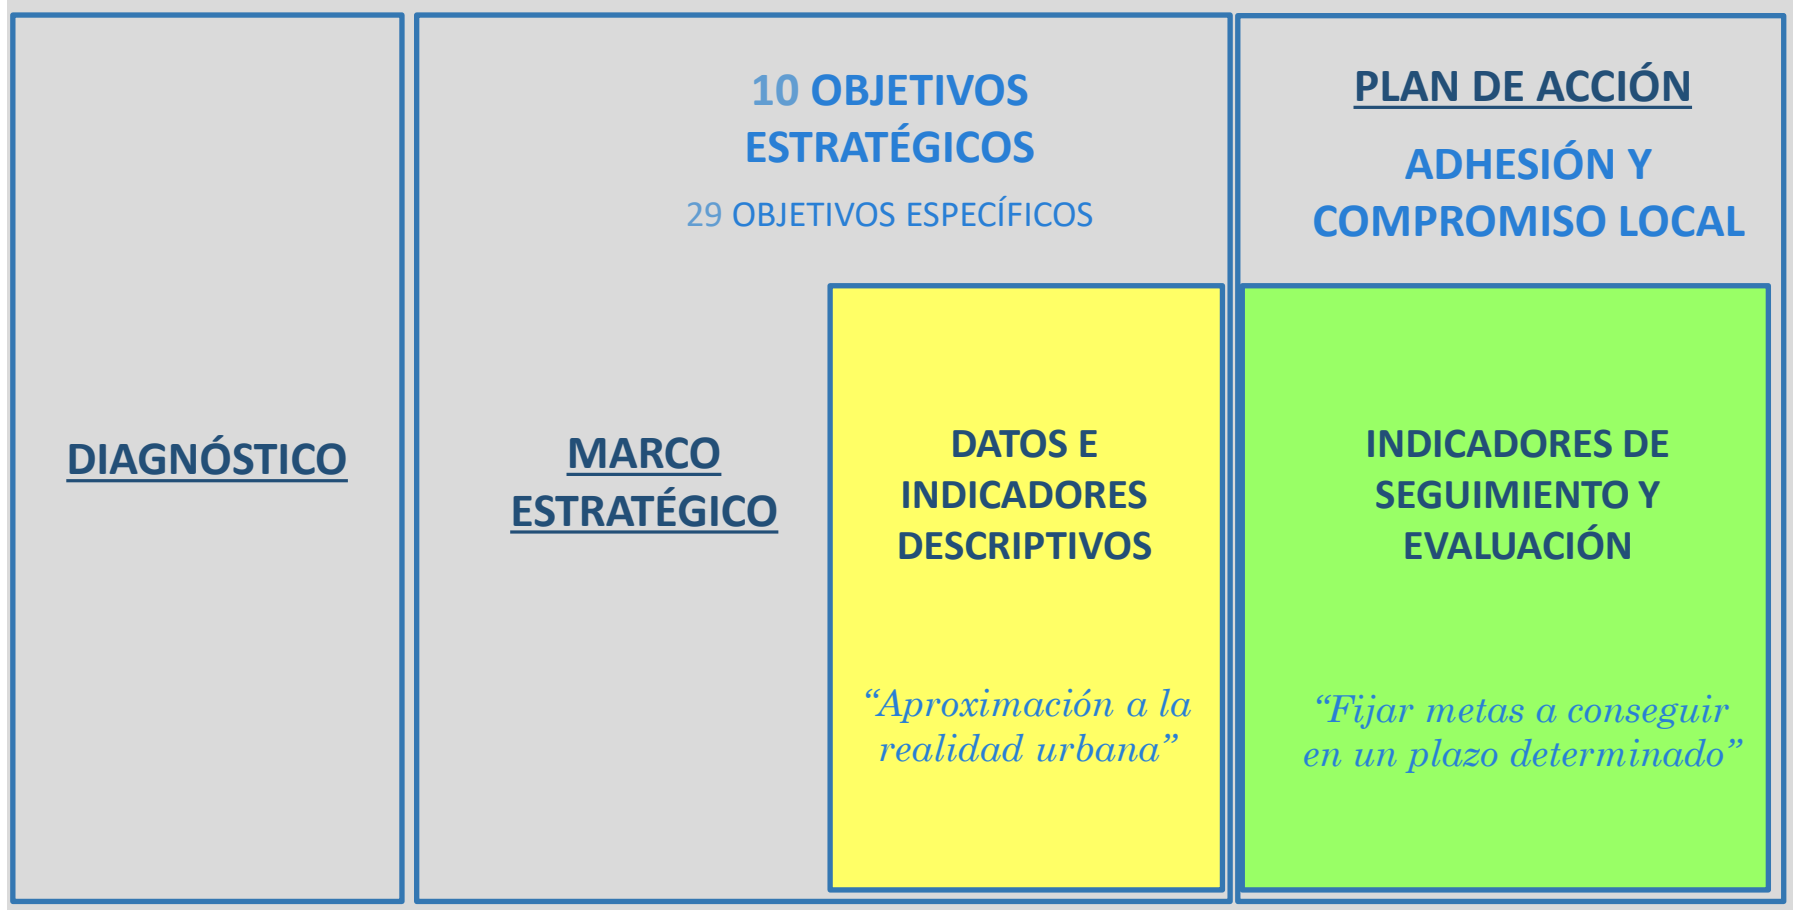 DIAGNÓSTICO
10 OBJETIVOS
ESTRATÉGICOS
29 OBJETIVOS ESPECÍFICOS
MARCO
ESTRATÉGICO
DATOS E
INDICADORES
DESCRIPTIVOS
“Aproximación a la
realidad urbana”
PLAN DE ACCIÓN
ADHESIÓN Y
COMPROMISO LOCAL
INDICADORES DE
SEGUIMIENTO Y
EVALUACIÓN
“Fijar metas a conseguir
en un plazo determinado”